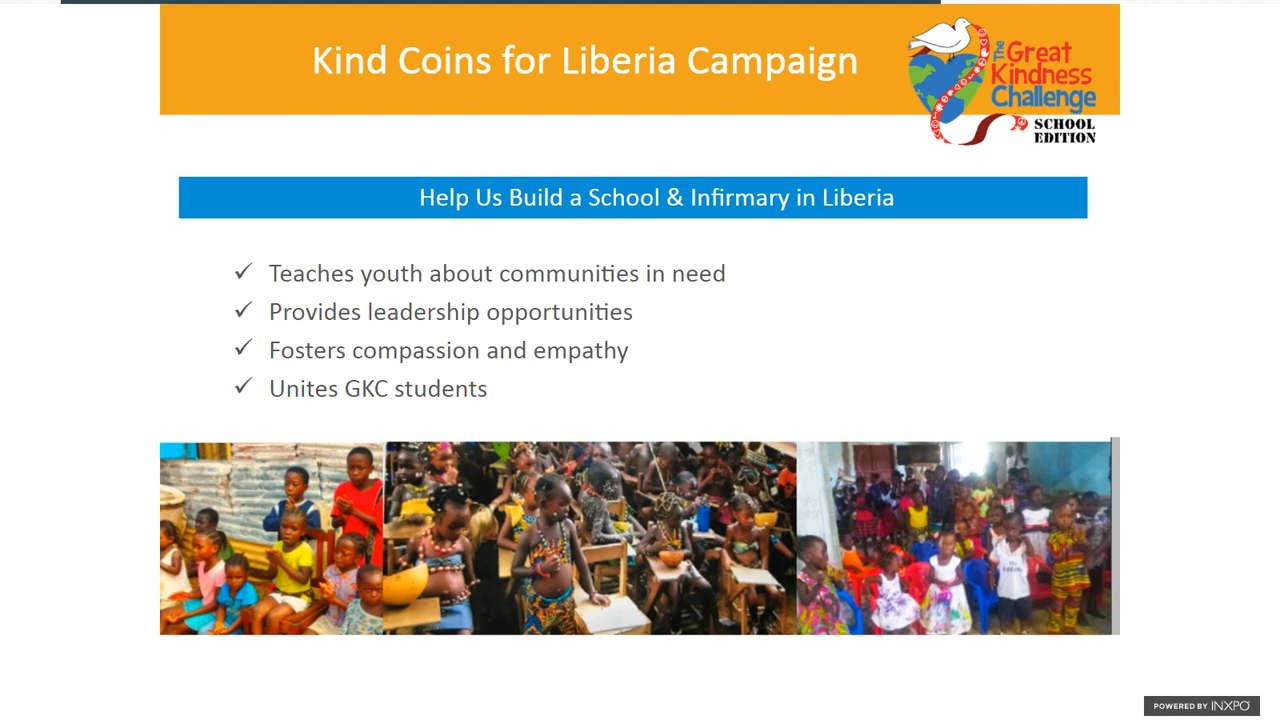 Kind Coins for Liberia Campaign
The Great
Kindness
Challenge
SCHOOL
EDITION
Help Us Build a School & Infirmary in Liberia
✓ Teaches youth about communities in need
✓ Provides leadership opportunities
✓ Fosters compassion and empathy
✓ Unites GKC students
POWERED BY INXPO